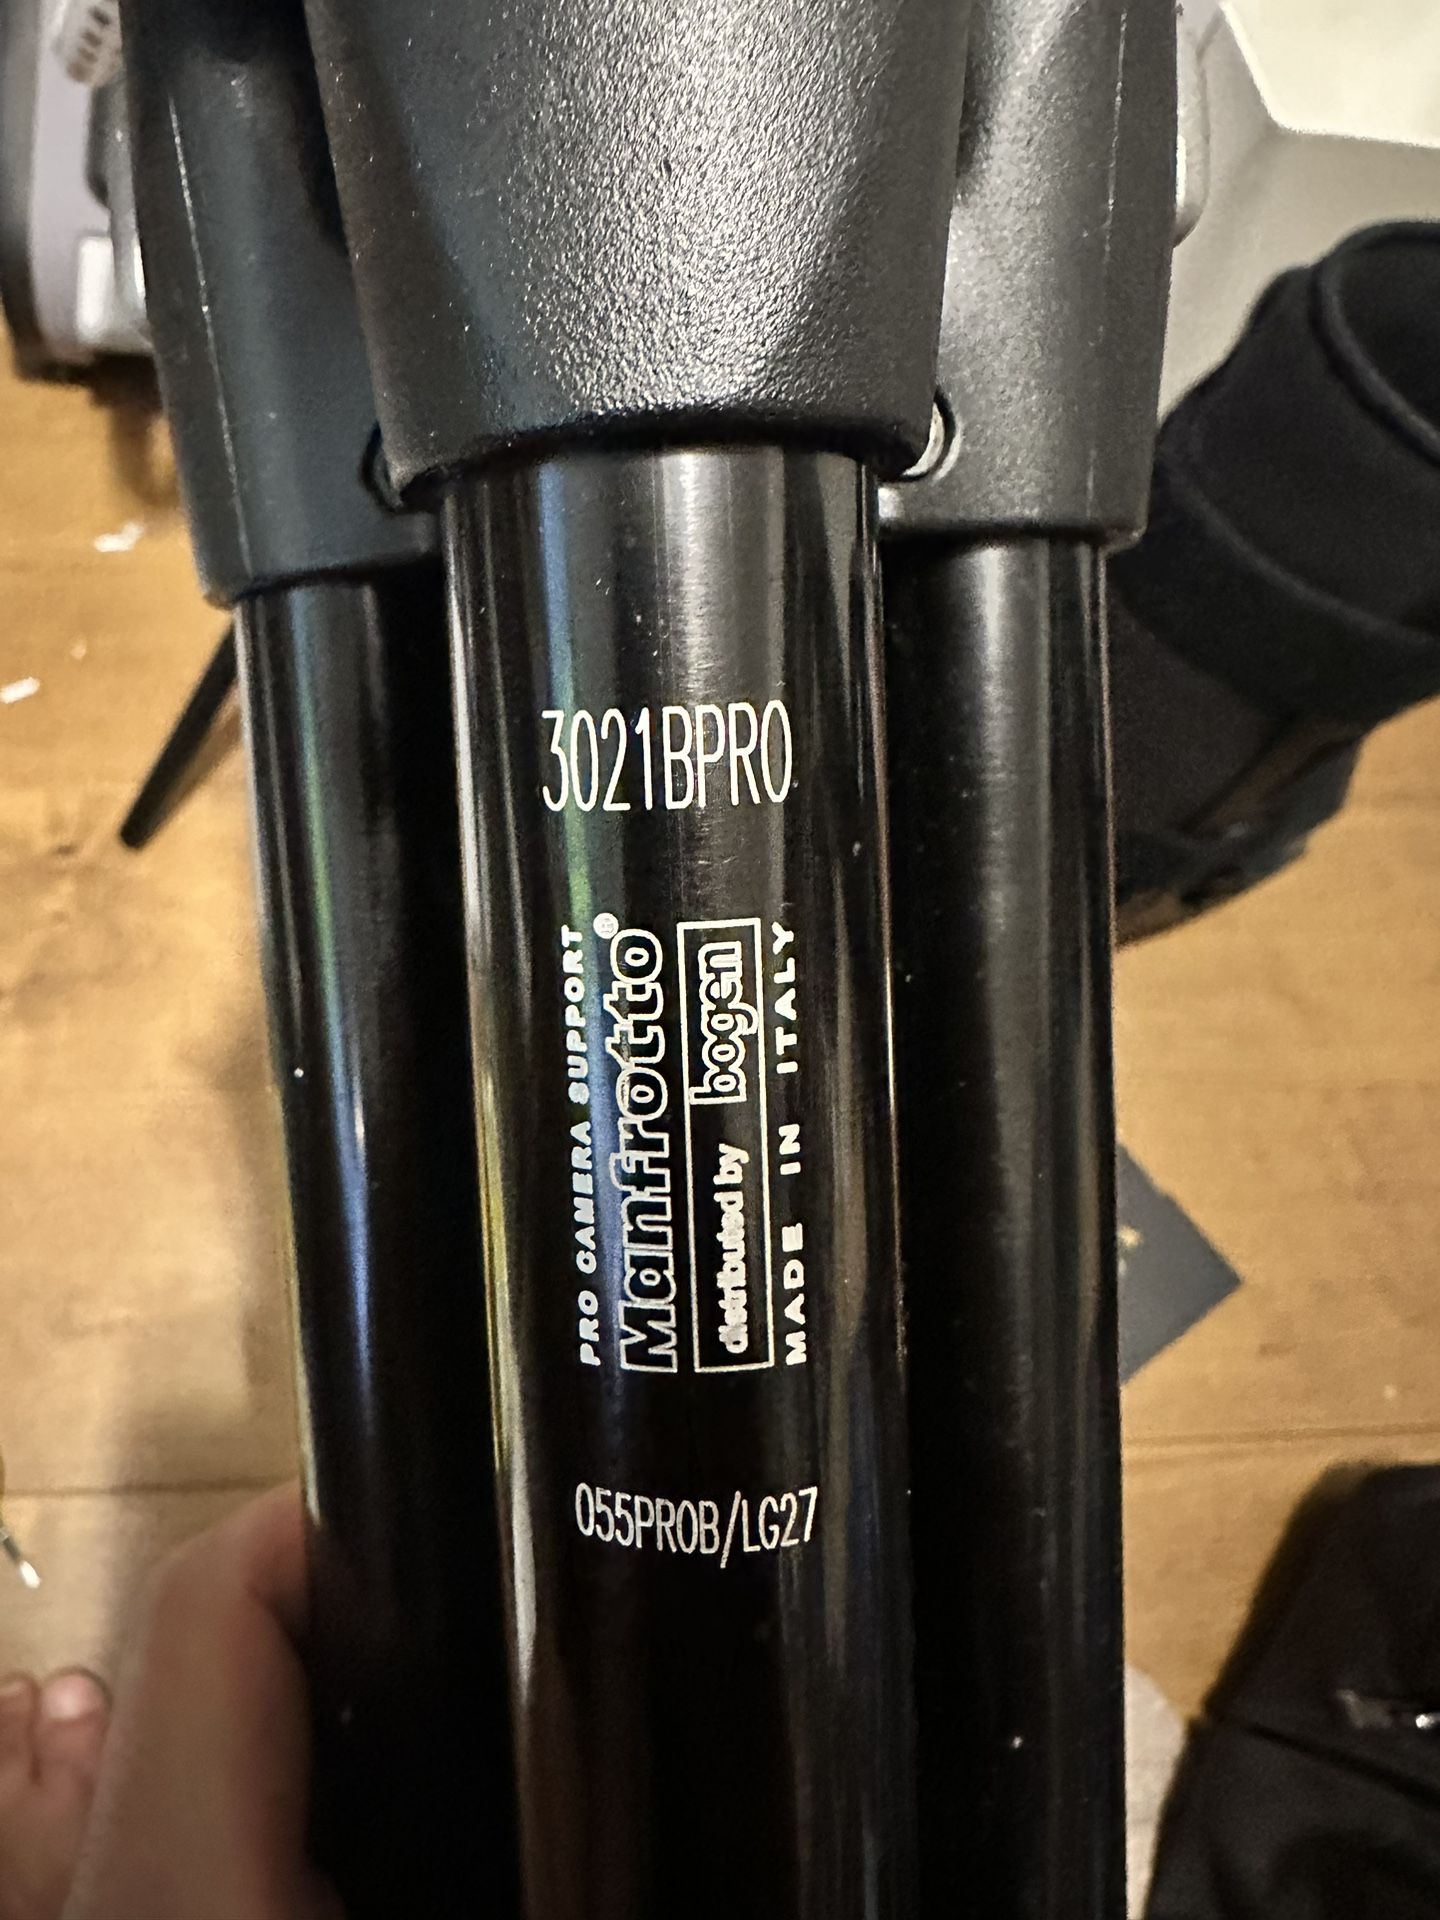 3021BPRO
PRO CAMERA SUPPORT
Manfrotto®
distributed by bogen
MADE IN ITALY
055PROB/LG27